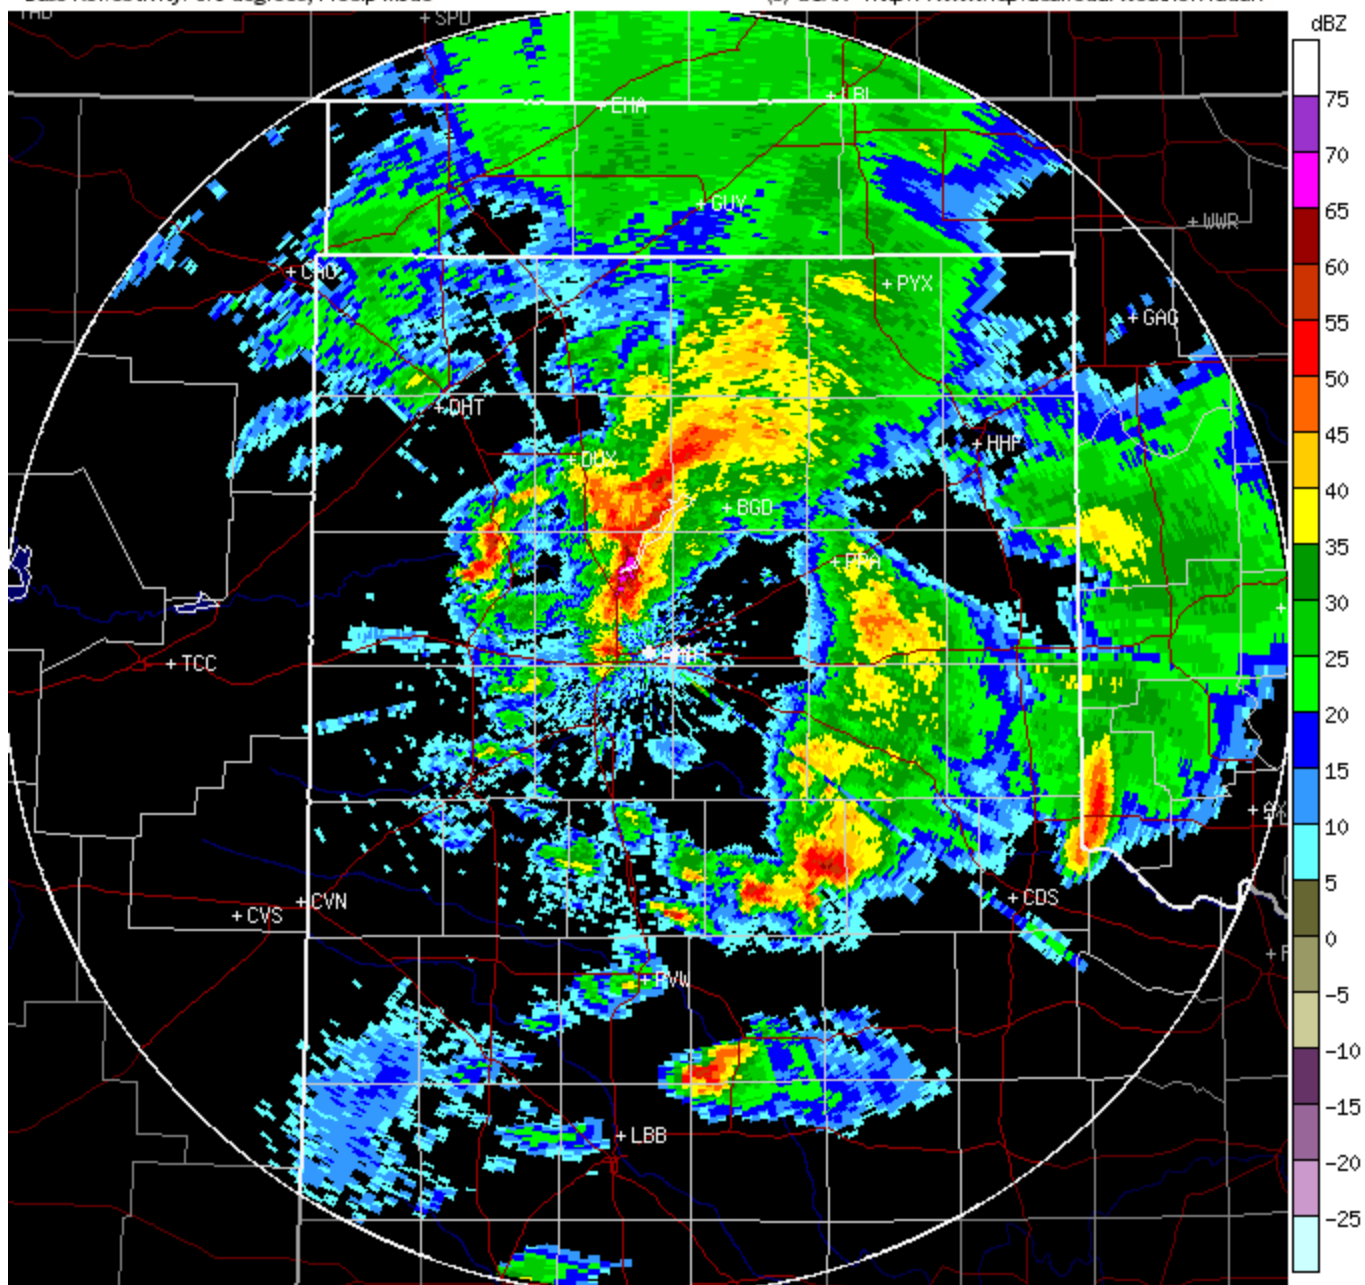 dBZ
+ SPD
+ EHA
+ LBL
75
70
+ GUY
65
+ WWR
60
+ CAO
+ PYX
+ GAG
55
50
+ DHT
45
+ HHF
+ DUX
40
+ BGD
35
+ PPA
30
+ TCC
25
20
15
10
5
+ CDS
+ CVN
+ CVS
0
+ PVW
-5
-10
-15
+ LBB
-20
-25